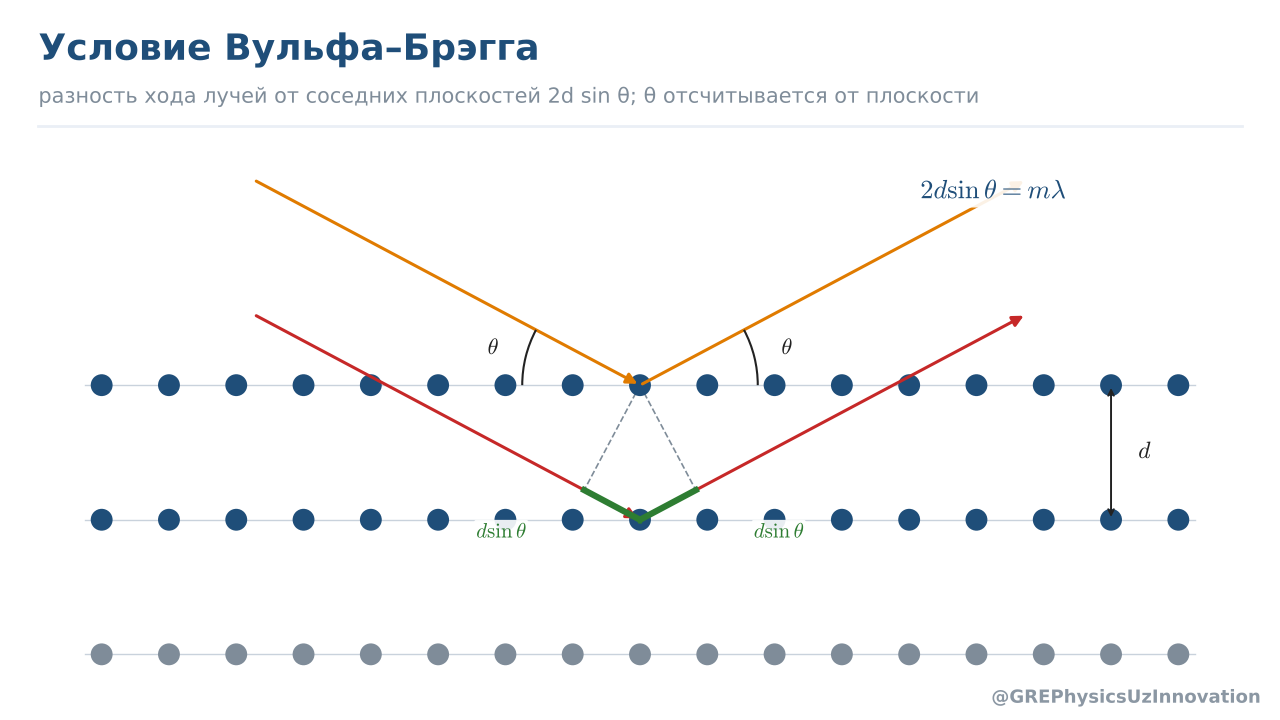 Условие Вульфа–Брэгга
разность хода лучей от соседних плоскостей 2d sin θ; θ отсчитывается от плоскости
2d sin θ = mλ
θ
θ
d
d sin θ
d sin θ
@GREPhysicsUzInnovation